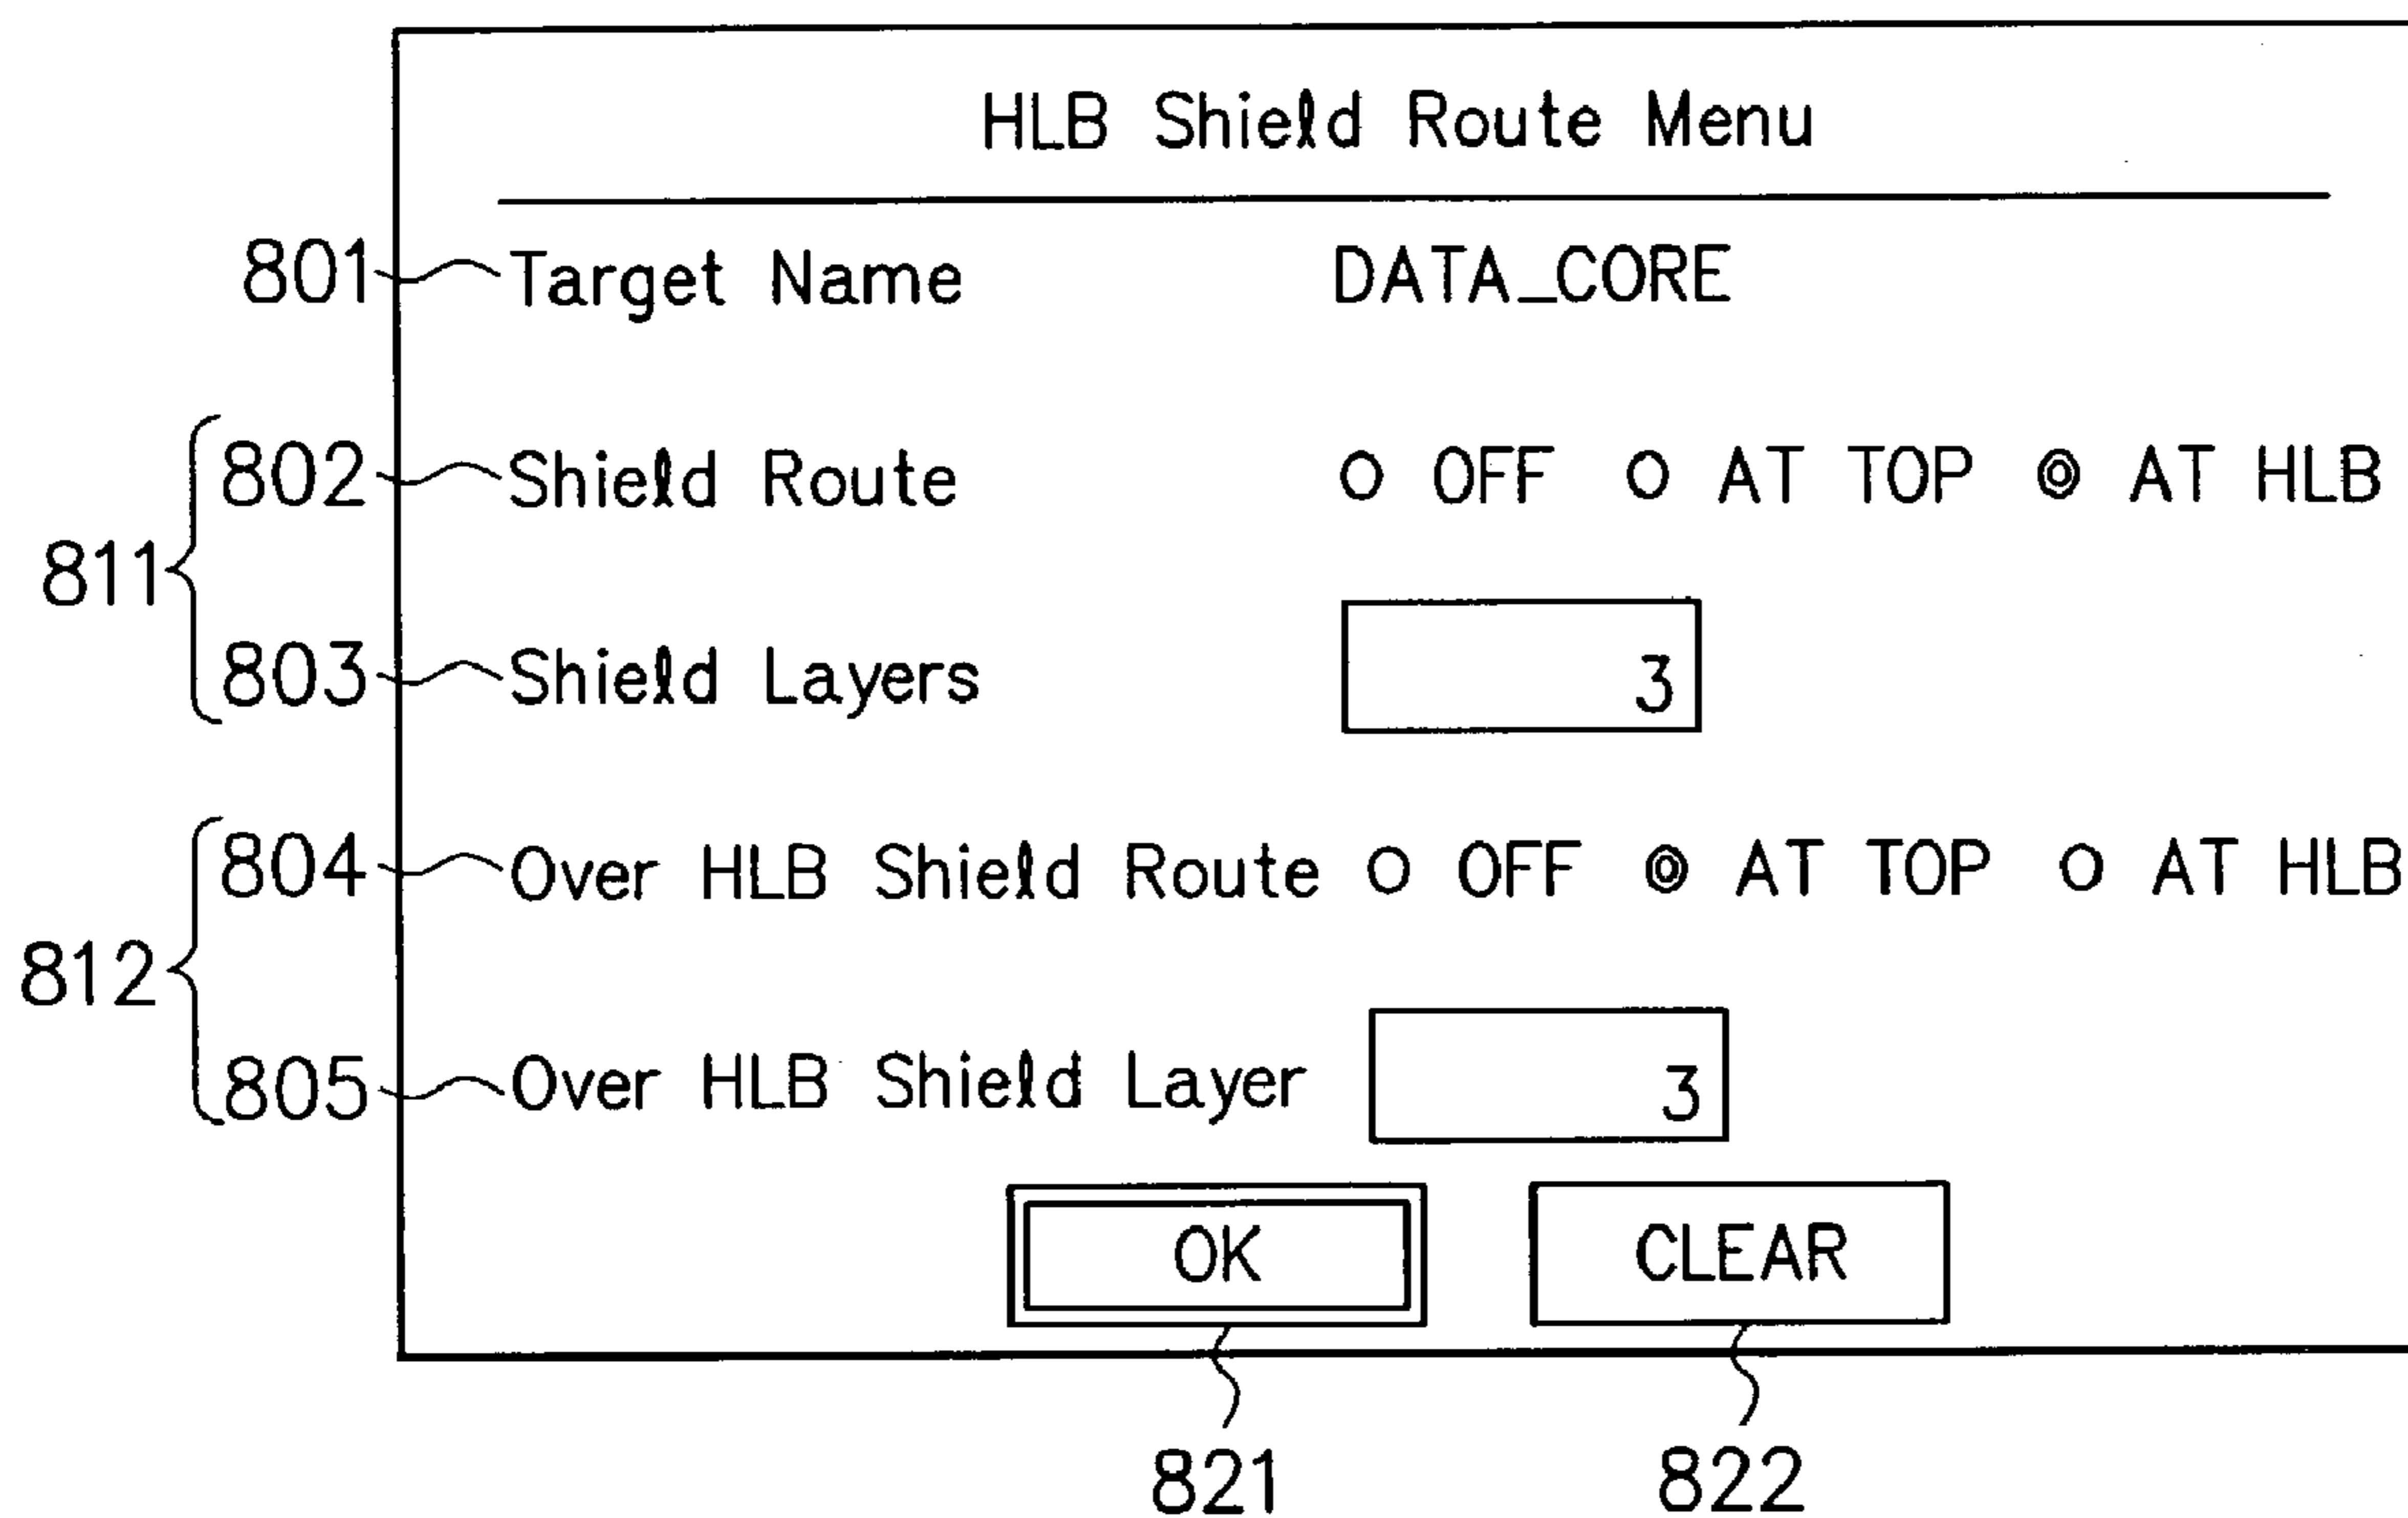 HLB Shield Route Menu
801 Target Name DATA_CORE
802 Shield Route ○ OFF ○ AT TOP ◎ AT HLB
811
803 Shield Layers 3
804 Over HLB Shield Route ○ OFF ◎ AT TOP ○ AT HLB
812
805 Over HLB Shield Layer 3
OK CLEAR
821 822